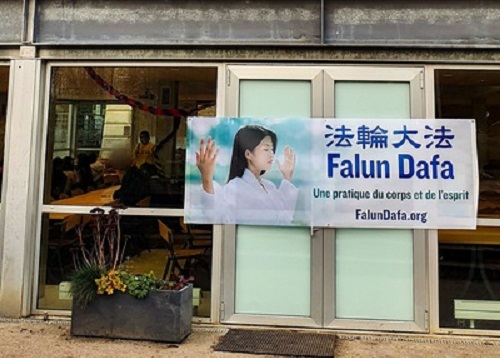 法輪大法
Falun Dafa
Une pratique du corps et de l'esprit
FalunDafa.org